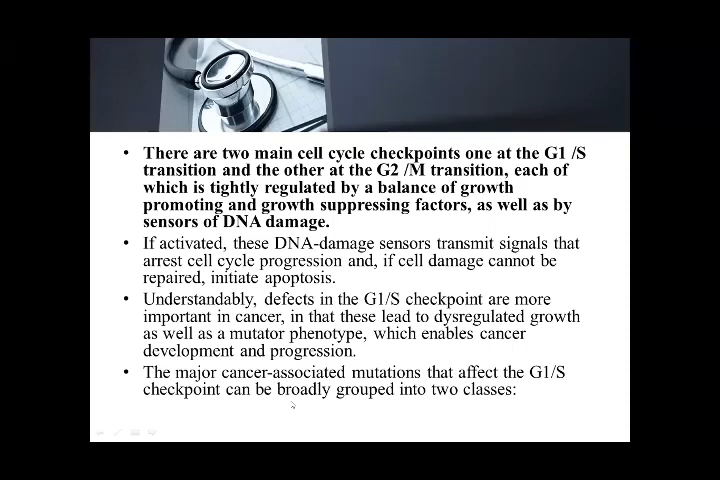 • There are two main cell cycle checkpoints one at the G1 /S
transition and the other at the G2 /M transition, each of
which is tightly regulated by a balance of growth
promoting and growth suppressing factors, as well as by
sensors of DNA damage.
• If activated, these DNA-damage sensors transmit signals that
arrest cell cycle progression and, if cell damage cannot be
repaired, initiate apoptosis.
• Understandably, defects in the G1/S checkpoint are more
important in cancer, in that these lead to dysregulated growth
as well as a mutator phenotype, which enables cancer
development and progression.
• The major cancer-associated mutations that affect the G1/S
checkpoint can be broadly grouped into two classes: